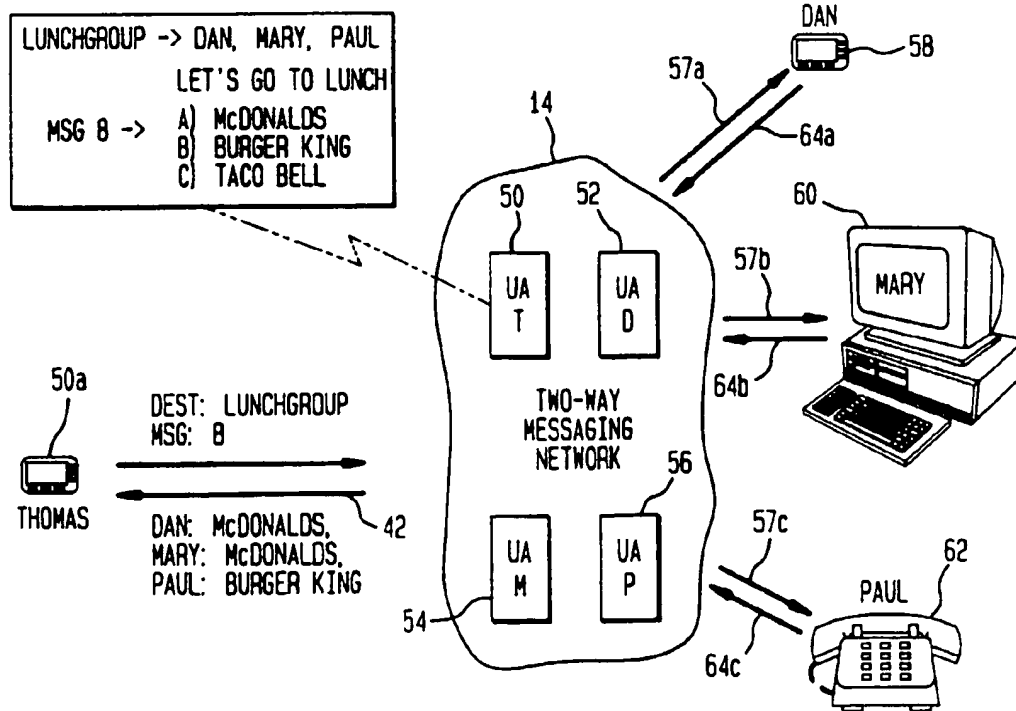 LUNCHGROUP -> DAN, MARY, PAUL
LET'S GO TO LUNCH
MSG 8 ->
A) McDONALDS
B) BURGER KING
C) TACO BELL
DAN
58
57a
64a
14
50
52
60
UA
T
UA
D
57b
MARY
64b
50a
DEST: LUNCHGROUP
MSG: 8
TWO-WAY
MESSAGING
NETWORK
THOMAS
42
DAN: McDONALDS,
MARY: McDONALDS,
PAUL: BURGER KING
56
UA
M
UA
P
54
57c
62
PAUL
64c